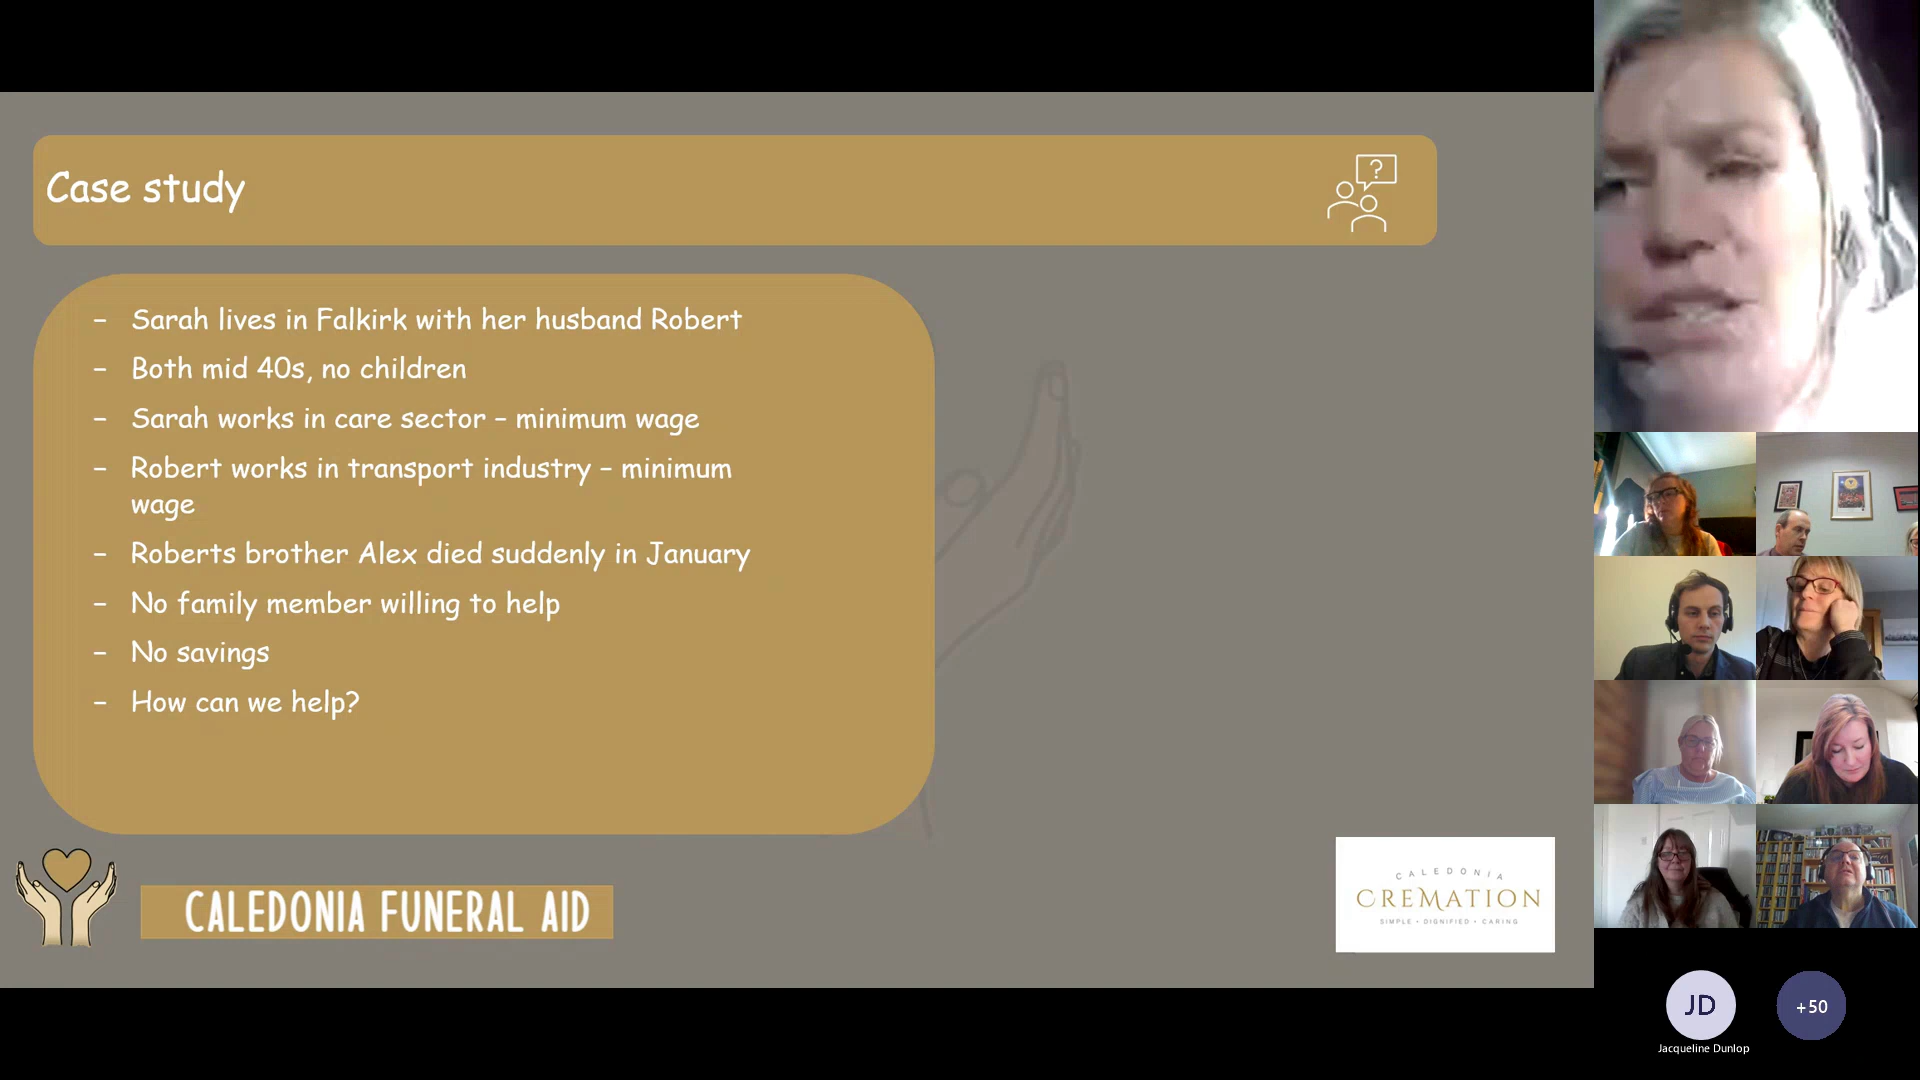 Case study
?
– Sarah lives in Falkirk with her husband Robert
– Both mid 40s, no children
– Sarah works in care sector – minimum wage
– Robert works in transport industry – minimum
wage
– Roberts brother Alex died suddenly in January
– No family member willing to help
– No savings
– How can we help?
CALEDONIA FUNERAL AID
CALEDONIA
CREMATION
SIMPLE • DIGNIFIED • CARING
JD
+50
Jacqueline Dunlop